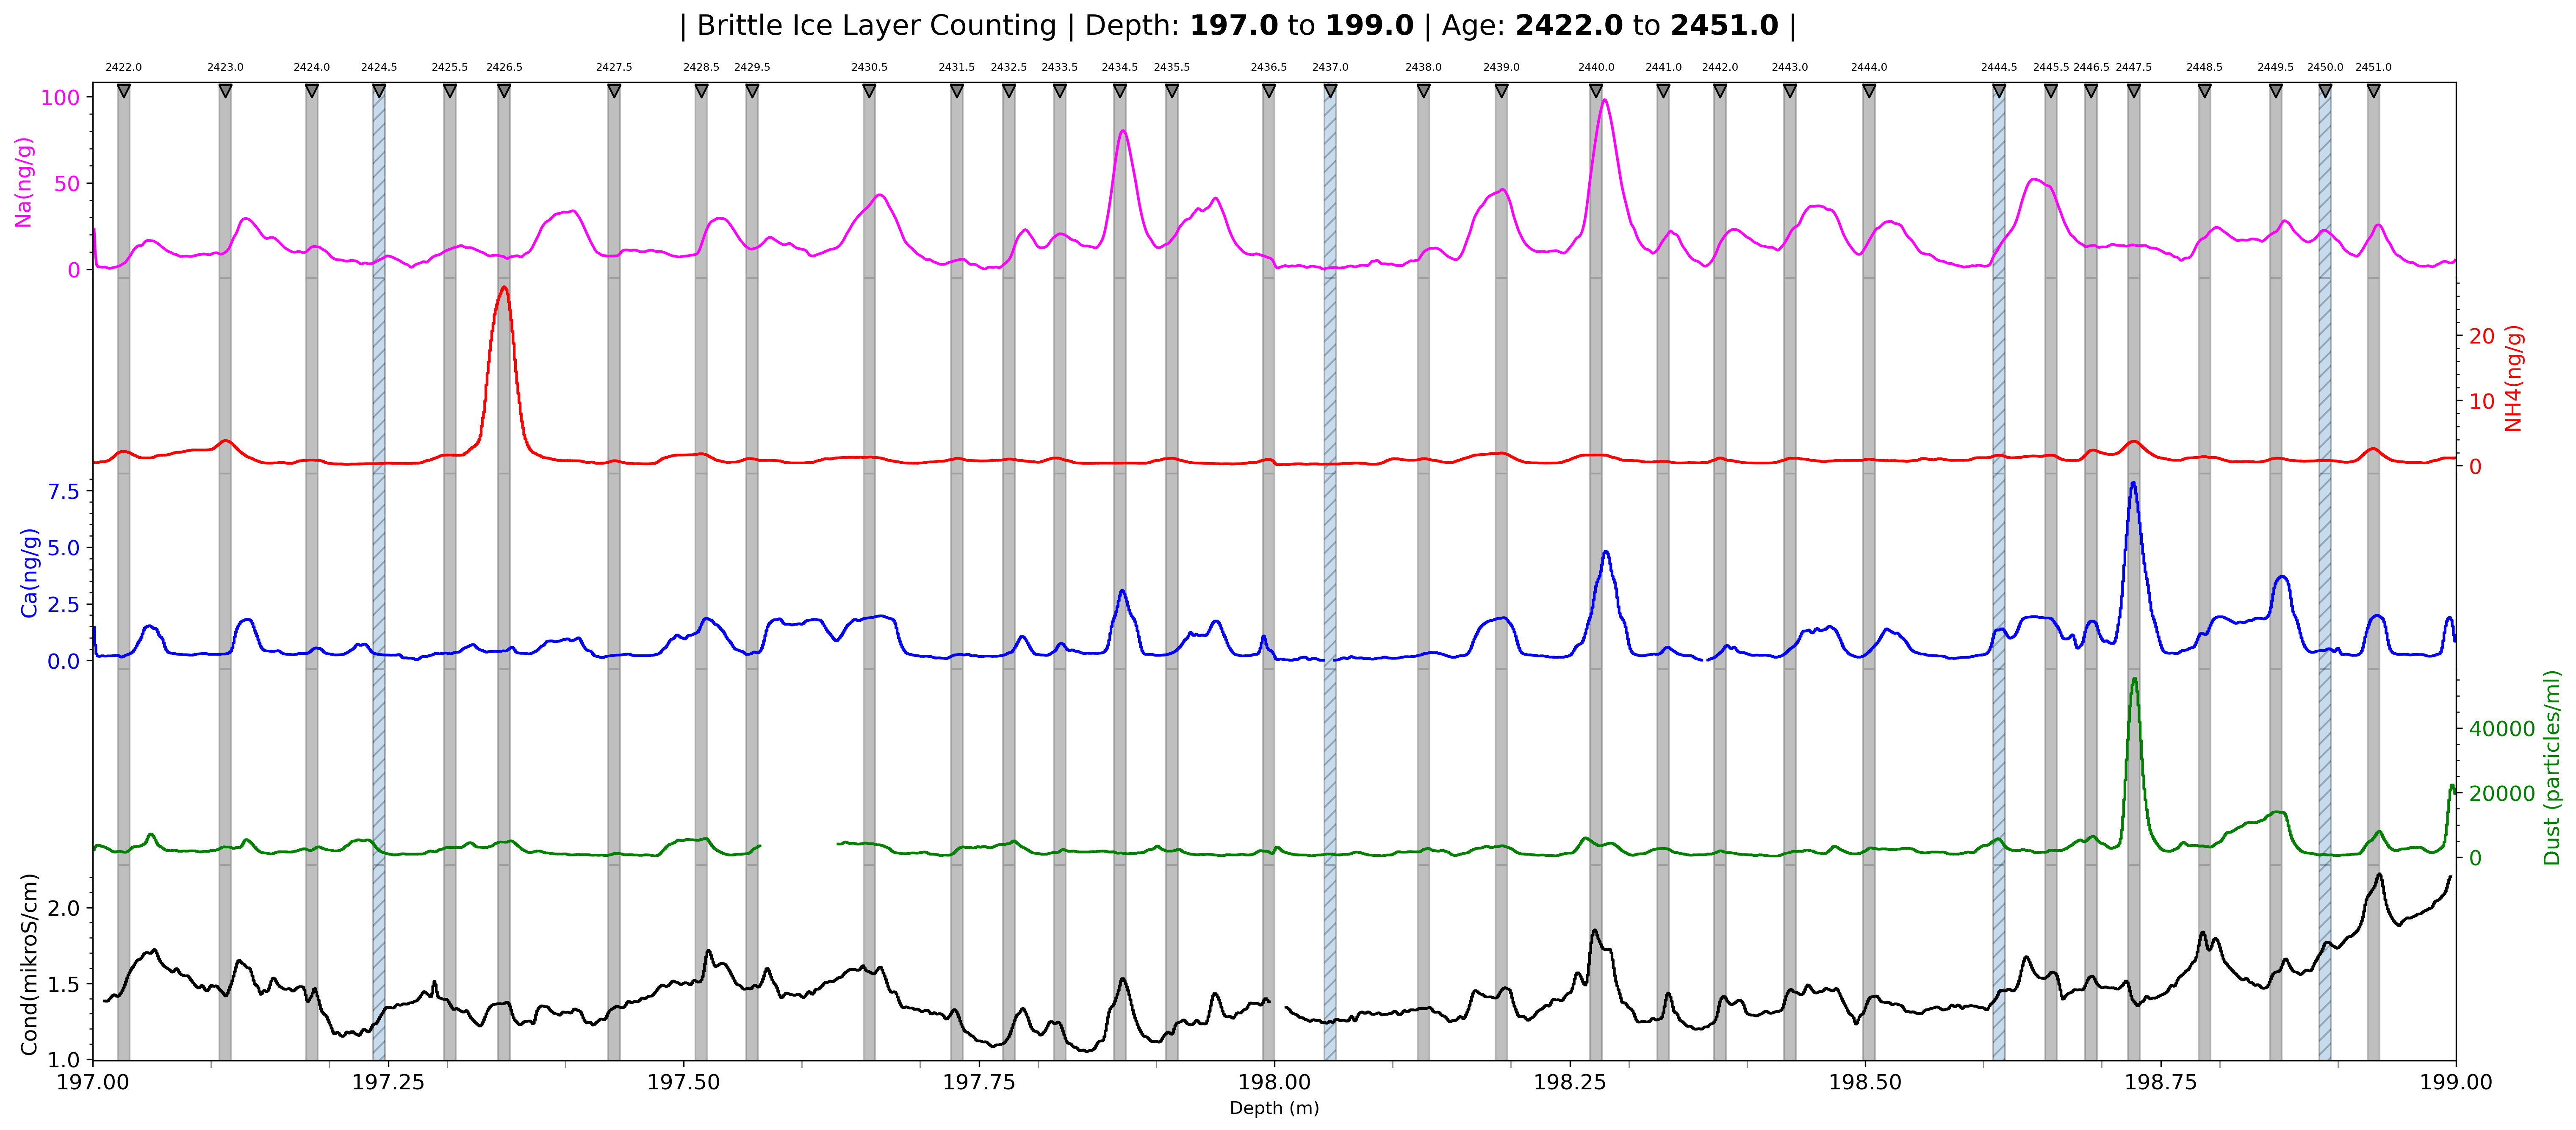 | Brittle Ice Layer Counting | Depth: 197.0 to 199.0 | Age: 2422.0 to 2451.0 |
2422.0 2423.0 2424.0 2424.5 2425.5 2426.5 2427.5 2428.5 2429.5 2430.5 2431.5 2432.5 2433.5 2434.5 2435.5 2436.5 2437.0 2438.0 2439.0 2440.0 2441.0 2442.0 2443.0 2444.0 2444.5 2445.5 2446.5 2447.5 2448.5 2449.5 2450.0 2451.0
Na(ng/g)
100
50
0
NH4(ng/g)
20
10
0
Ca(ng/g)
7.5
5.0
2.5
0.0
Dust (particles/ml)
40000
20000
0
Cond(mikroS/cm)
2.0
1.5
1.0
197.00 197.25 197.50 197.75 198.00 198.25 198.50 198.75 199.00
Depth (m)